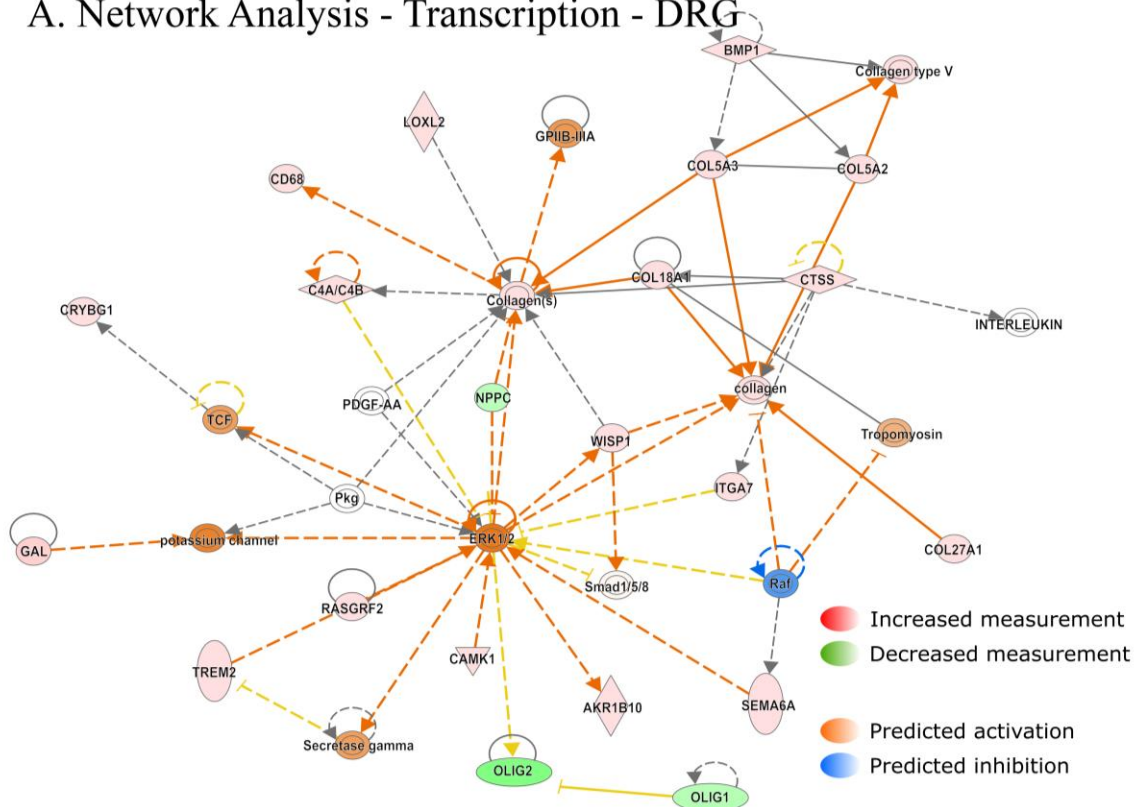 A. Network Analysis - Transcription - DRG
BMP1
Collagen type V
LOXL2
GPIIB-IIIA
COL5A3
COL5A2
CD68
COL18A1
CTSS
C4A/C4B
Collagen(s)
CRYBG1
INTERLEUKIN
collagen
NPPC
PDGF-AA
TCF
WISP1
Tropomyosin
ITGA7
Pkg
potassium channel
ERK1/2
GAL
COL27A1
Smad1/5/8
Raf
RASGRF2
Increased measurement
Decreased measurement
CAMK1
TREM2
AKR1B10
SEMA6A
Predicted activation
Secretase gamma
Predicted inhibition
OLIG2
OLIG1